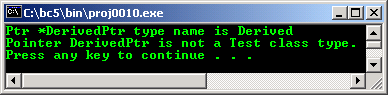 C:\bc5\bin\proj0010.exe
Ptr *DerivedPtr type name is Derived
Pointer DerivedPtr is not a Test class type.
Press any key to continue . . .